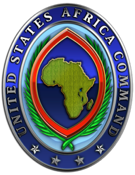 UNITED STATES AFRICA COMMAND